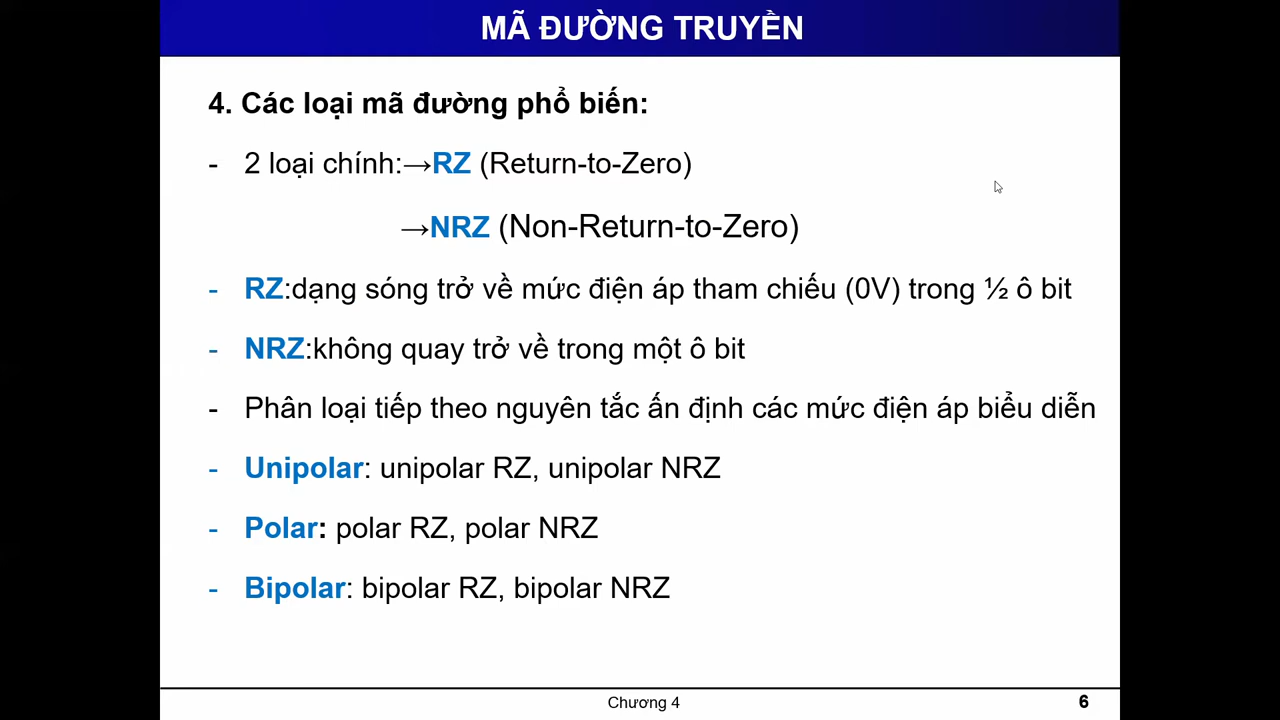 MÃ ĐƯỜNG TRUYỀN
4. Các loại mã đường phổ biến:
- 2 loại chính:→RZ (Return-to-Zero)
→NRZ (Non-Return-to-Zero)
- RZ:dạng sóng trở về mức điện áp tham chiếu (0V) trong ½ ô bit
- NRZ:không quay trở về trong một ô bit
- Phân loại tiếp theo nguyên tắc ấn định các mức điện áp biểu diễn
- Unipolar: unipolar RZ, unipolar NRZ
- Polar: polar RZ, polar NRZ
- Bipolar: bipolar RZ, bipolar NRZ
Chương 4
6